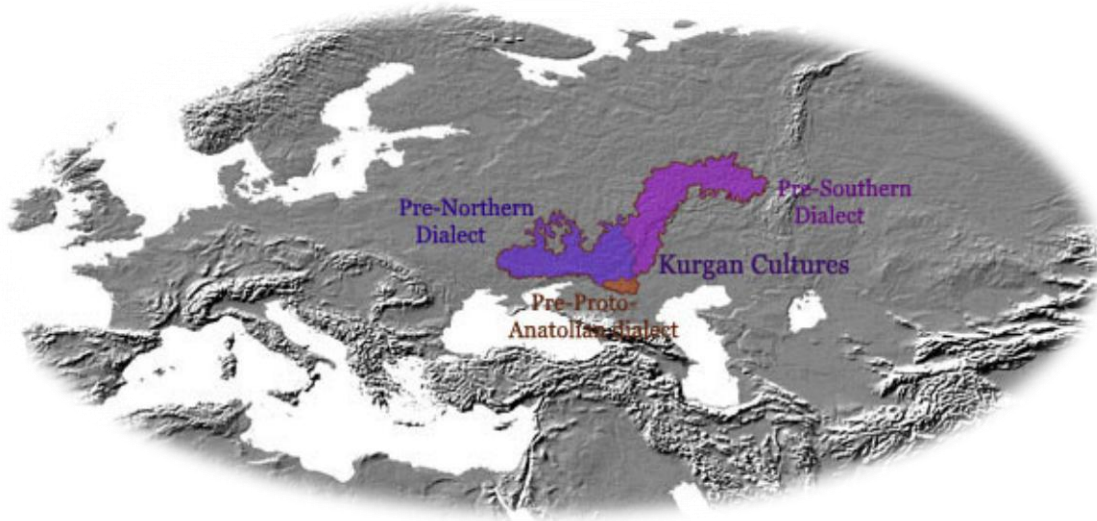 Pre-Northern
Dialect
Pre-Southern
Dialect
Kurgan Cultures
Pre-Proto-
Anatolian dialect